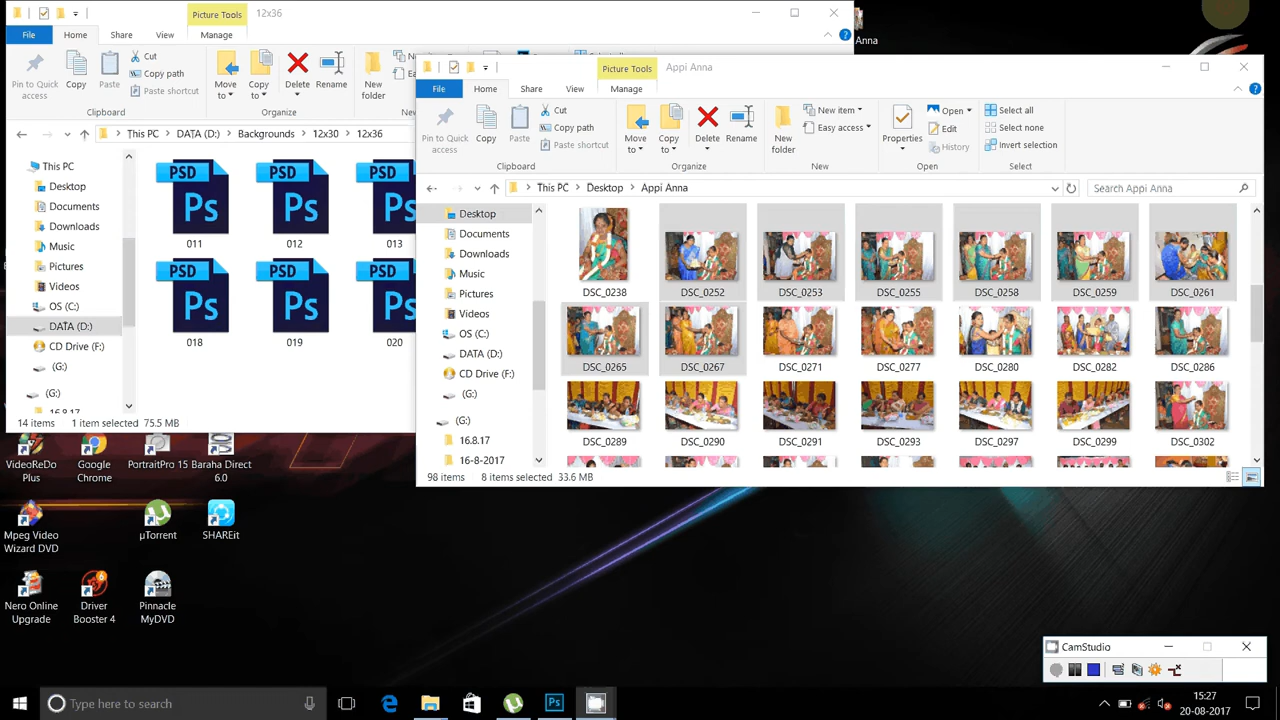 Picture Tools 12x36
File Home Share View Manage
Pin to Quick access
Copy
Paste
Cut
Copy path
Paste shortcut
Clipboard
Move to
Copy to
Delete
Rename
Organize
New folder
This PC DATA (D:) Backgrounds 12x30 12x36
This PC
Desktop
Documents
Downloads
Music
Pictures
Videos
OS (C:)
DATA (D:)
CD Drive (F:)
(G:)
(G:)
16.8.17
PSD PSD PSD
Ps Ps Ps
011 012 013
PSD PSD PSD
Ps Ps Ps
018 019 020
14 items 1 item selected 75.5 MB
Anna
Picture Tools Appi Anna
File Home Share View Manage
Pin to Quick access
Copy
Paste
Cut
Copy path
Paste shortcut
Clipboard
Move to
Copy to
Delete
Rename
Organize
New folder
New item
Easy access
New
Properties
Open
Edit
History
Open
Select all
Select none
Invert selection
Select
This PC Desktop Appi Anna Search Appi Anna
Desktop
Documents
Downloads
Music
Pictures
Videos
OS (C:)
DATA (D:)
CD Drive (F:)
(G:)
(G:)
16.8.17
16-8-2017
DSC_0238 DSC_0252 DSC_0253 DSC_0255 DSC_0258 DSC_0259 DSC_0261
DSC_0265 DSC_0267 DSC_0271 DSC_0277 DSC_0280 DSC_0282 DSC_0286
DSC_0289 DSC_0290 DSC_0291 DSC_0293 DSC_0297 DSC_0299 DSC_0302
98 items 8 items selected 33.6 MB
VideoReDo Plus
Google Chrome
PortraitPro 15
Baraha Direct 6.0
Mpeg Video Wizard DVD
µTorrent
SHAREit
Nero Online Upgrade
Driver Booster 4
Pinnacle MyDVD
CamStudio
Type here to search
Ps
15:27
20-08-2017